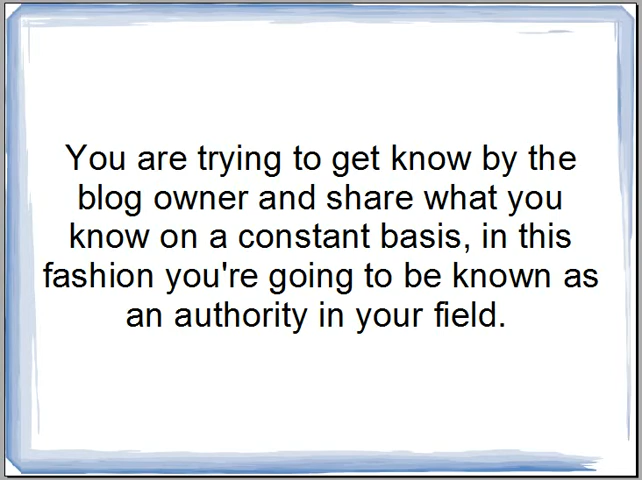 You are trying to get know by the
blog owner and share what you
know on a constant basis, in this
fashion you're going to be known as
an authority in your field.